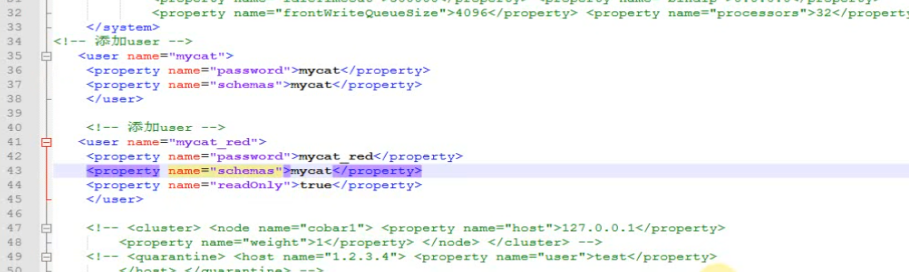 32 <property name="frontWriteQueueSize">4096</property> <property name="processors">32</property
33 </system>
34 <!-- 添加user -->
35 <user name="mycat">
36 <property name="password">mycat</property>
37 <property name="schemas">mycat</property>
38 </user>
39
40 <!-- 添加user -->
41 <user name="mycat_red">
42 <property name="password">mycat_red</property>
43 <property name="schemas">mycat</property>
44 <property name="readOnly">true</property>
45 </user>
46
47 <!-- <cluster> <node name="cobar1"> <property name="host">127.0.0.1</property>
48 <property name="weight">1</property> </node> </cluster> -->
49 <!-- <quarantine> <host name="1.2.3.4"> <property name="user">test</property>
50 </host> </quarantine> -->